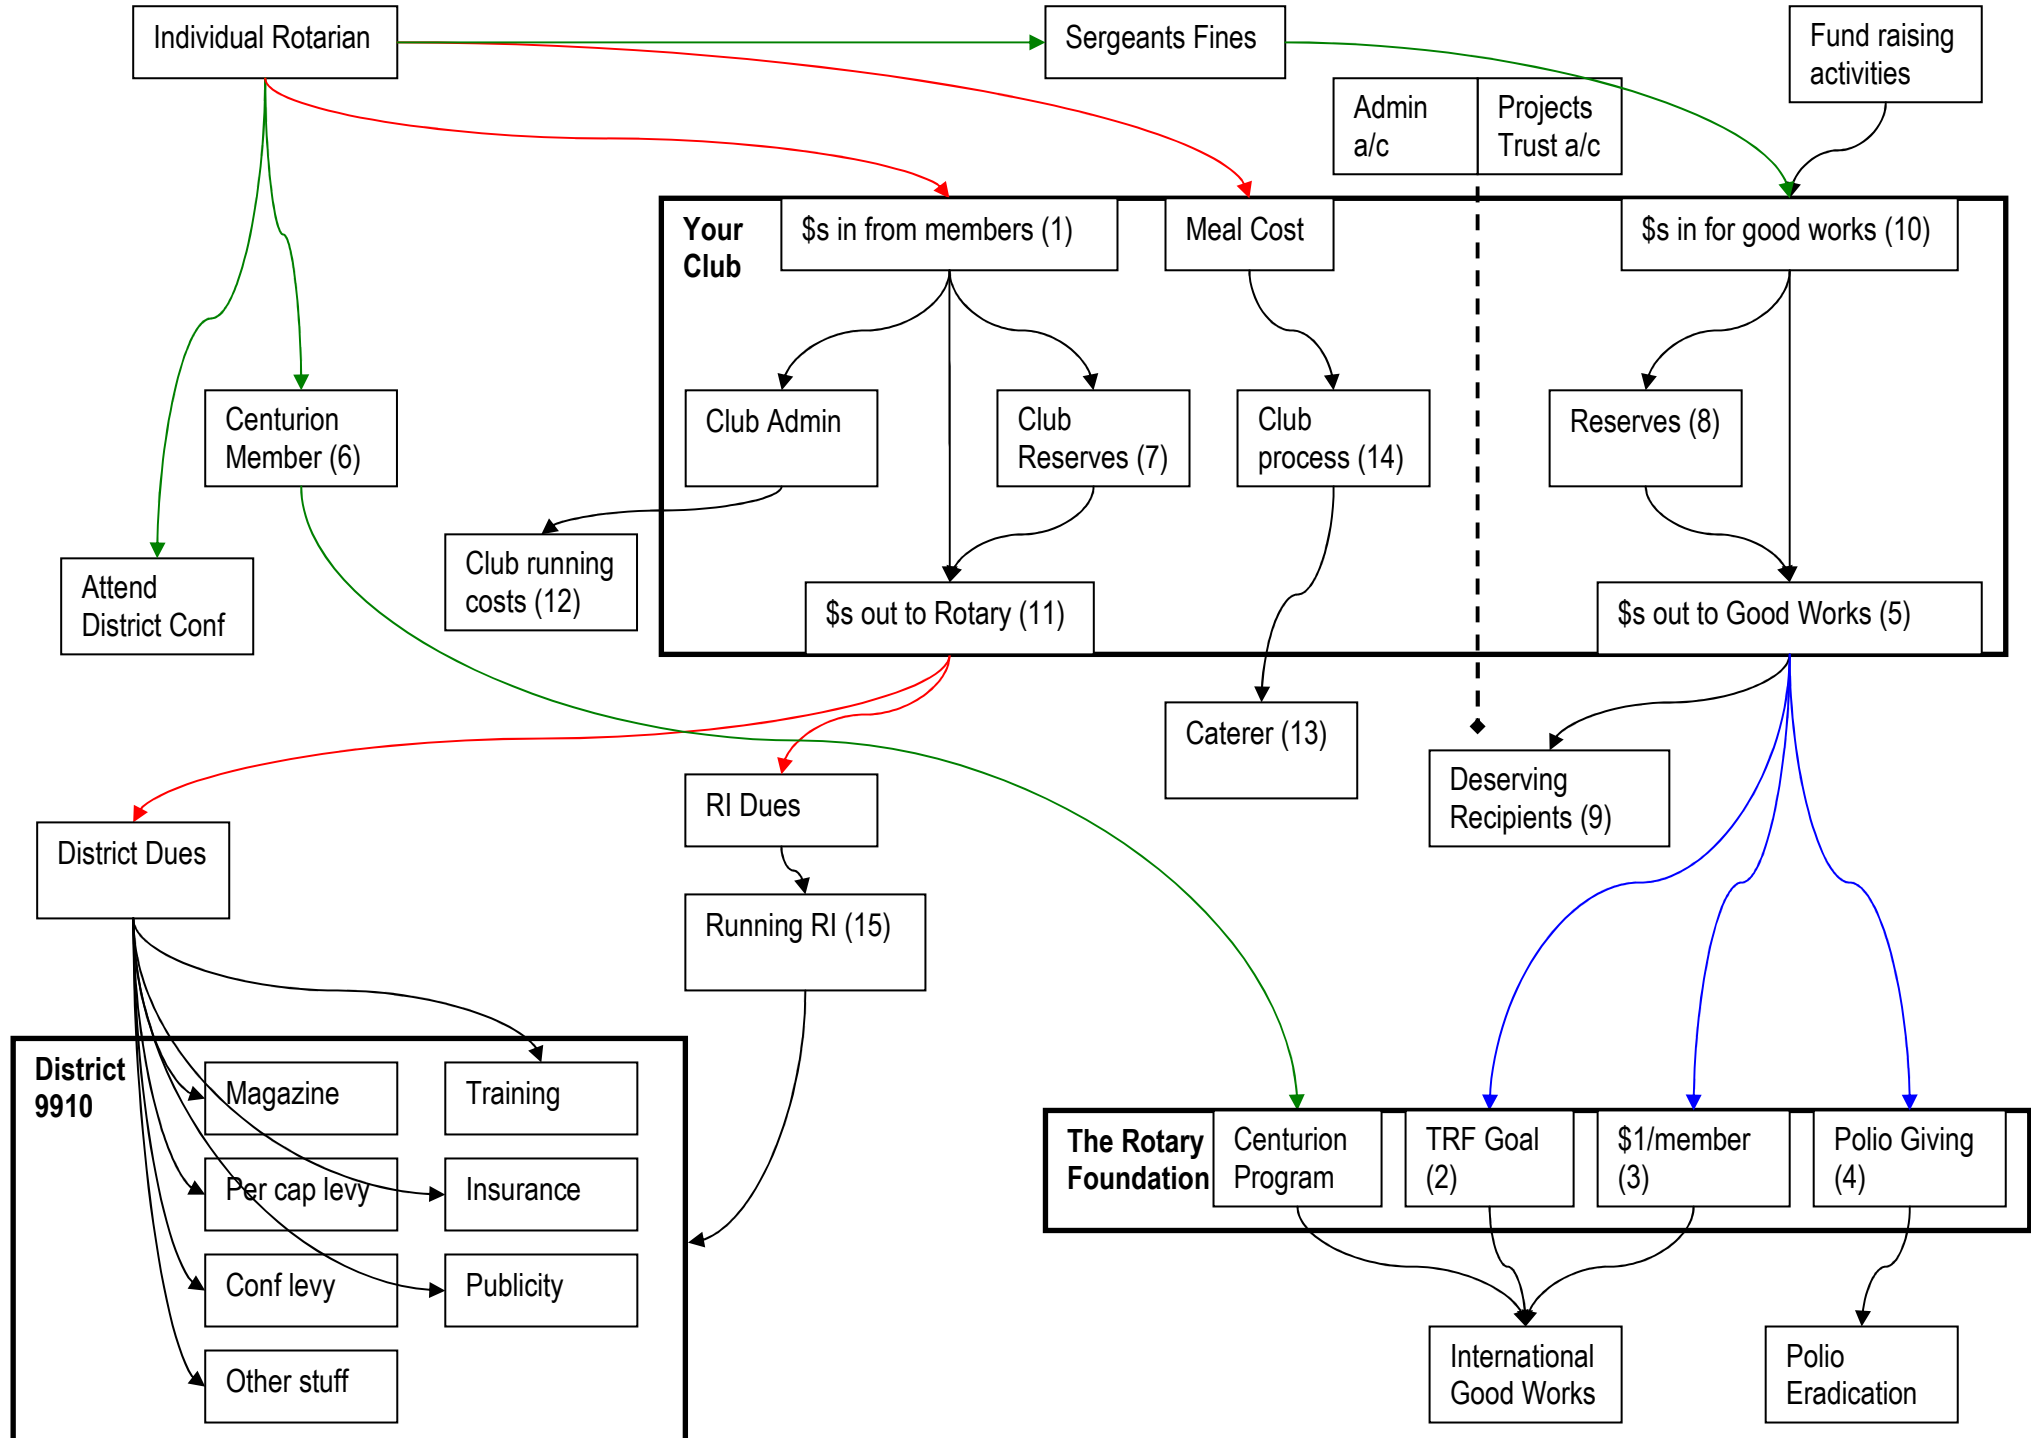 Individual Rotarian
Sergeants Fines
Fund raising
activities
Admin
a/c
Projects
Trust a/c
Your
Club
$s in from members (1)
Meal Cost
$s in for good works (10)
Centurion
Member (6)
Club Admin
Club
Reserves (7)
Club
process (14)
Reserves (8)
Attend
District Conf
Club running
costs (12)
$s out to Rotary (11)
$s out to Good Works (5)
Caterer (13)
Deserving
Recipients (9)
RI Dues
District Dues
Running RI (15)
District
9910
Magazine
Training
Per cap levy
Insurance
Conf levy
Publicity
Other stuff
The Rotary
Foundation
Centurion
Program
TRF Goal
(2)
$1/member
(3)
Polio Giving
(4)
International
Good Works
Polio
Eradication